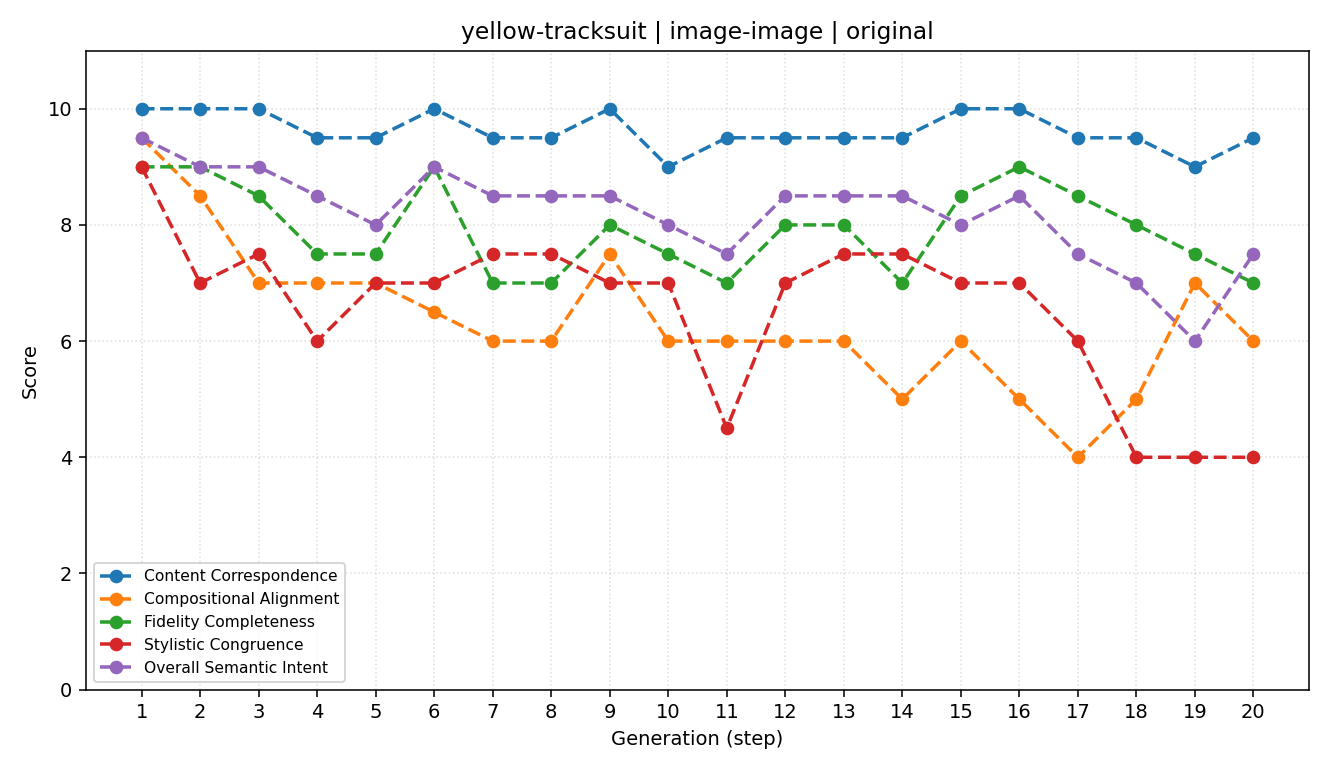 yellow-tracksuit | image-image | original
10
8
6
4
2
0
Score
Content Correspondence
Compositional Alignment
Fidelity Completeness
Stylistic Congruence
Overall Semantic Intent
1 2 3 4 5 6 7 8 9 10 11 12 13 14 15 16 17 18 19 20
Generation (step)